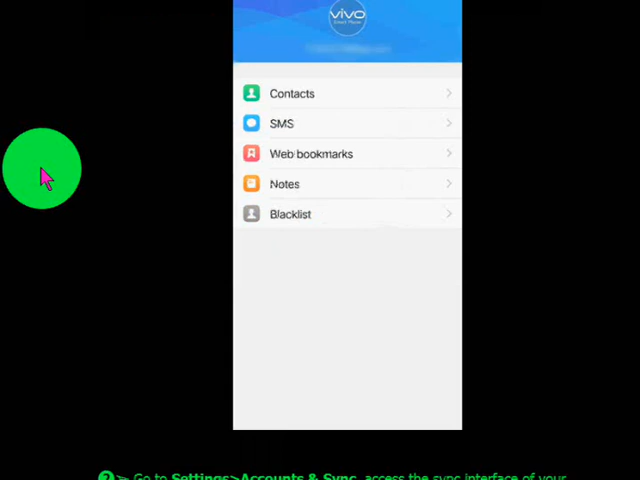 vivo
Contacts
SMS
Web bookmarks
Notes
Blacklist
? ➢ Go to Settings>Accounts & Sync, access the sync interface of your